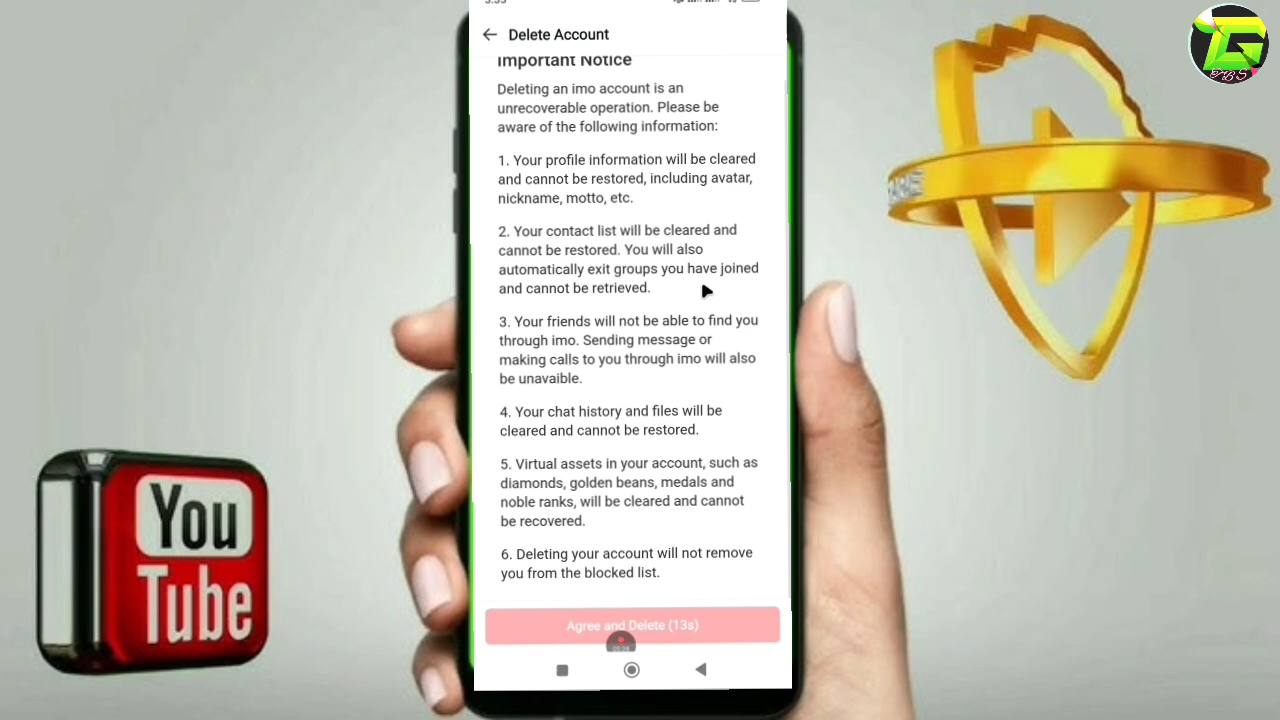 Delete Account
Important Notice
Deleting an imo account is an
unrecoverable operation. Please be
aware of the following information:
1. Your profile information will be cleared
and cannot be restored, including avatar,
nickname, motto, etc.
2. Your contact list will be cleared and
cannot be restored. You will also
automatically exit groups you have joined
and cannot be retrieved.
3. Your friends will not be able to find you
through imo. Sending message or
making calls to you through imo will also
be unavaible.
4. Your chat history and files will be
cleared and cannot be restored.
5. Virtual assets in your account, such as
diamonds, golden beans, medals and
noble ranks, will be cleared and cannot
be recovered.
6. Deleting your account will not remove
you from the blocked list.
Agree and Delete (13s)
You
Tube